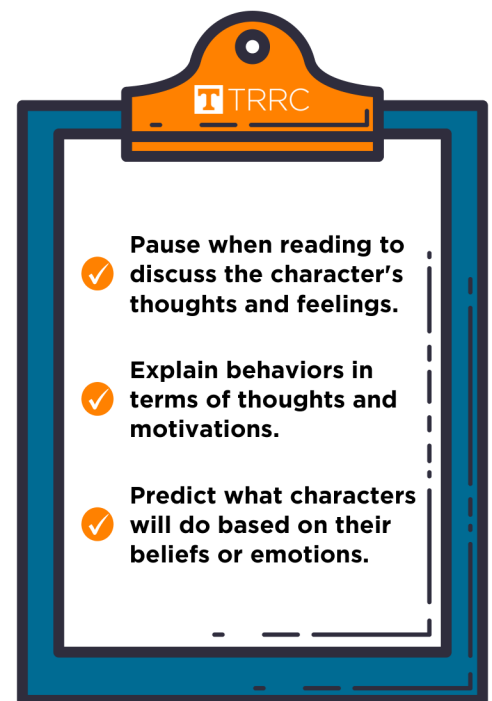 T TRRC
Pause when reading to
discuss the character's
thoughts and feelings.
Explain behaviors in
terms of thoughts and
motivations.
Predict what characters
will do based on their
beliefs or emotions.